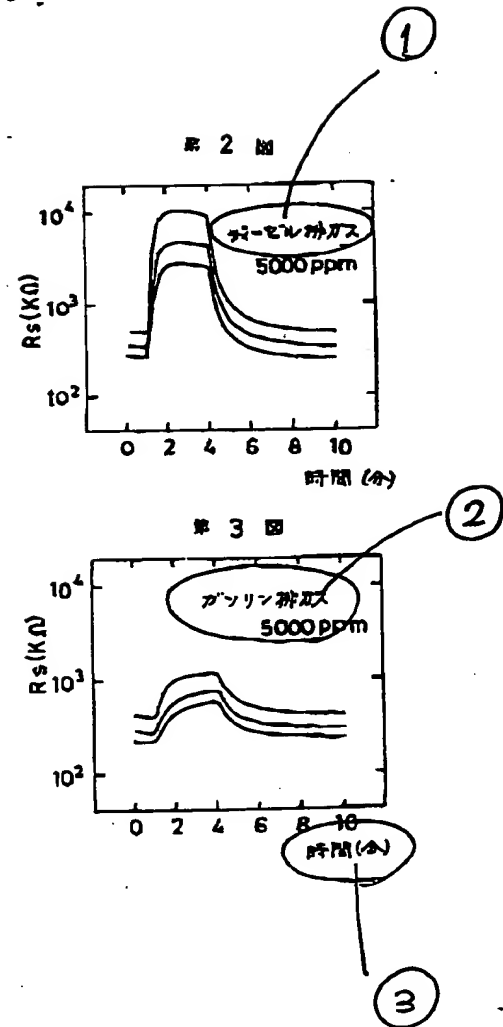 ①
第 2 図
10⁴
ディーゼル排ガス
5000 ppm
Rs(KΩ)
10³
10²
0 2 4 6 8 10
時間(分)
②
第 3 図
10⁴
ガソリン排ガス
5000 ppm
Rs(KΩ)
10³
10²
0 2 4 6 8 10
時間(分)
③